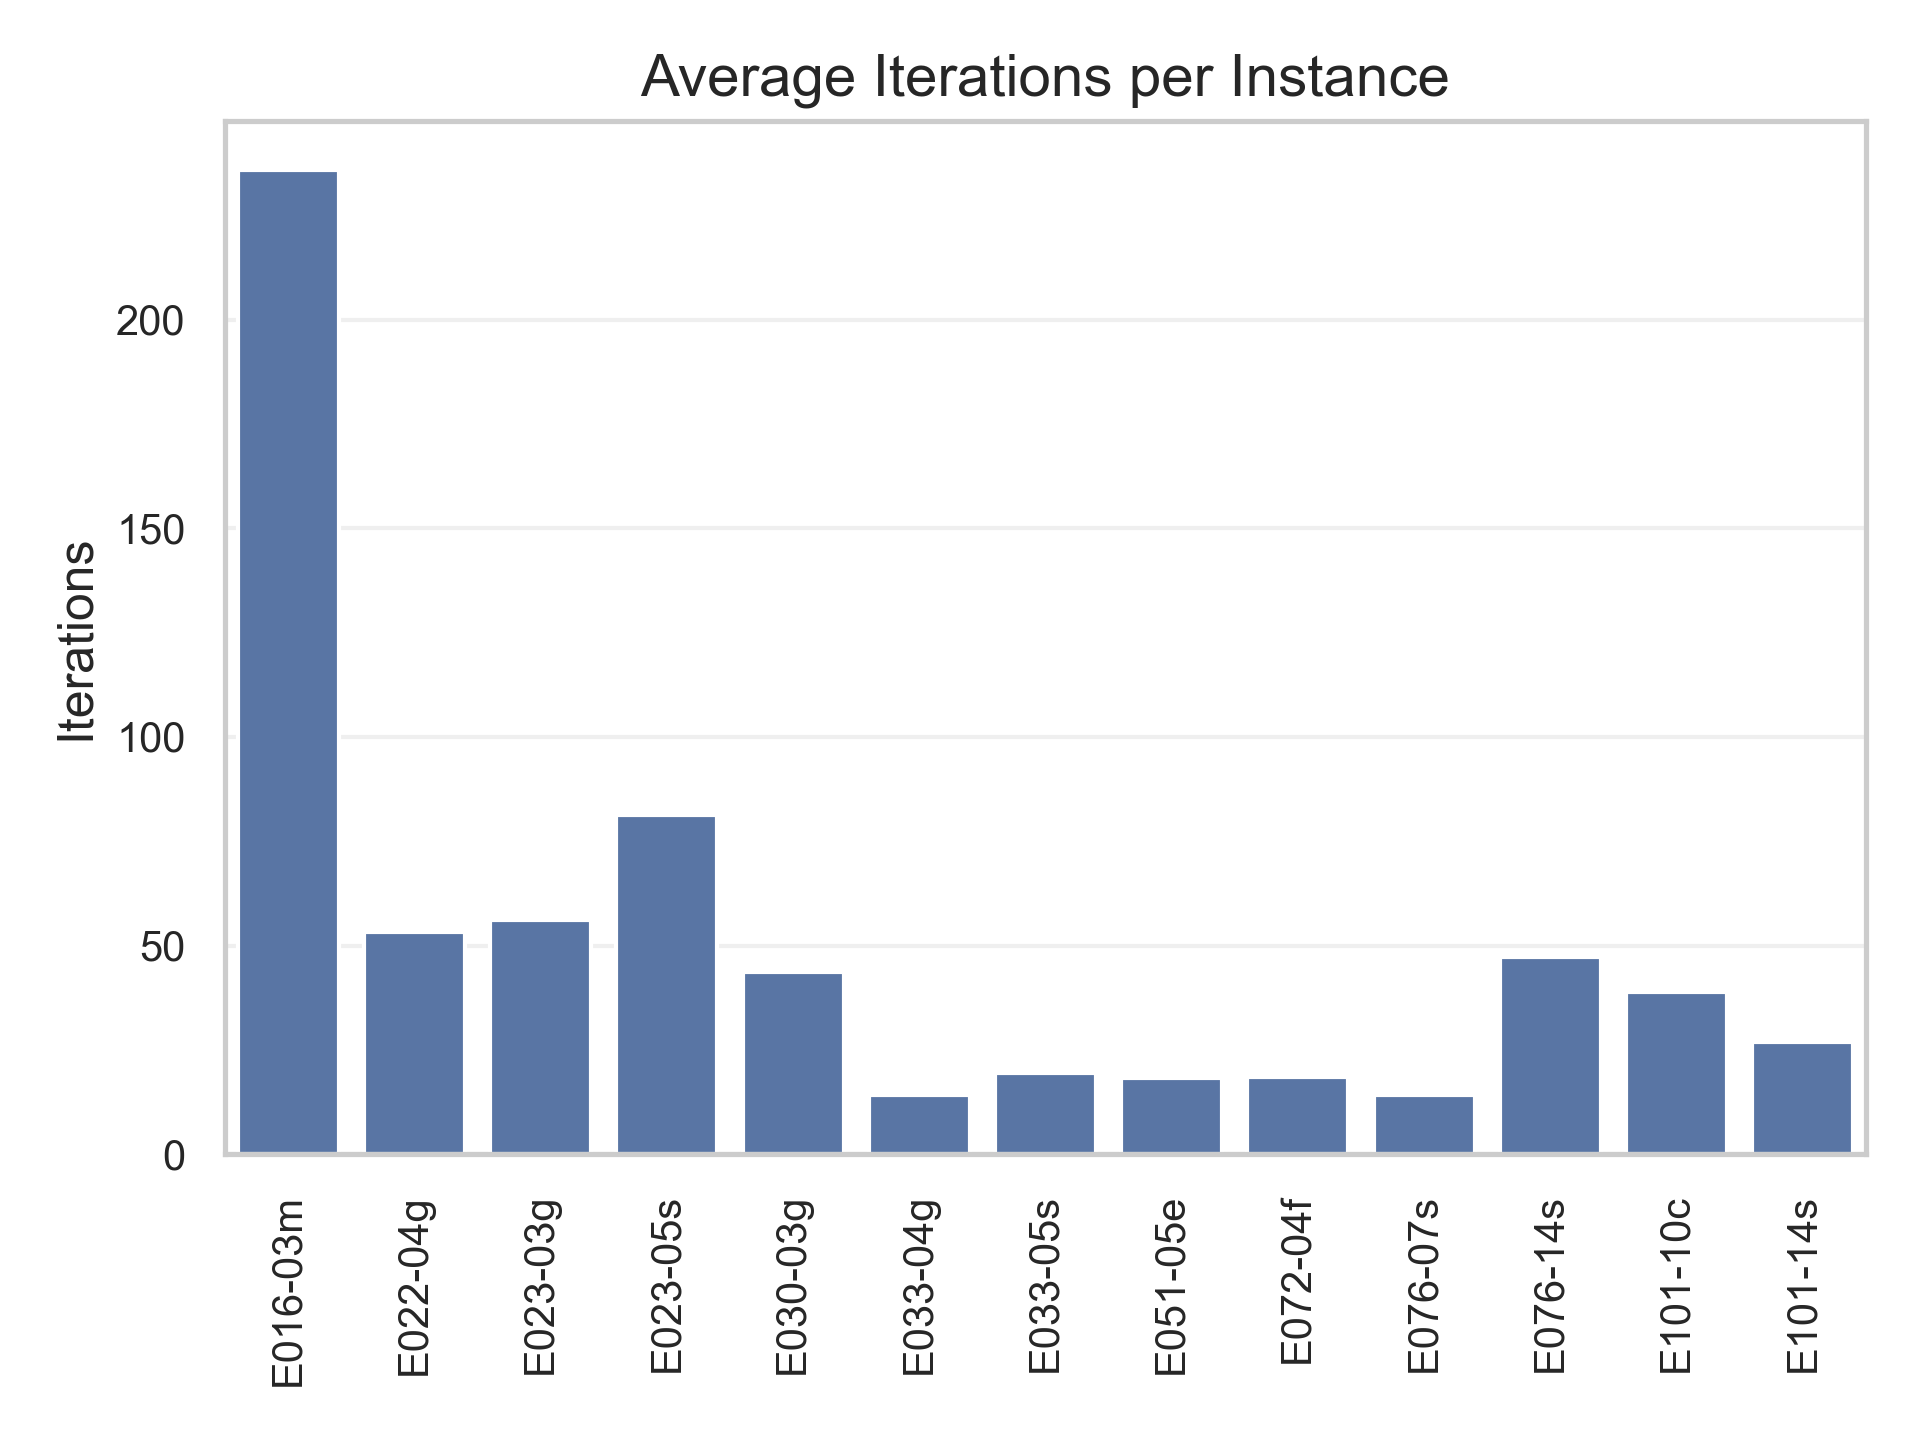 Average Iterations per Instance
Iterations
200
150
100
50
0
E016-03m
E022-04g
E023-03g
E023-05s
E030-03g
E033-04g
E033-05s
E051-05e
E072-04f
E076-07s
E076-14s
E101-10c
E101-14s